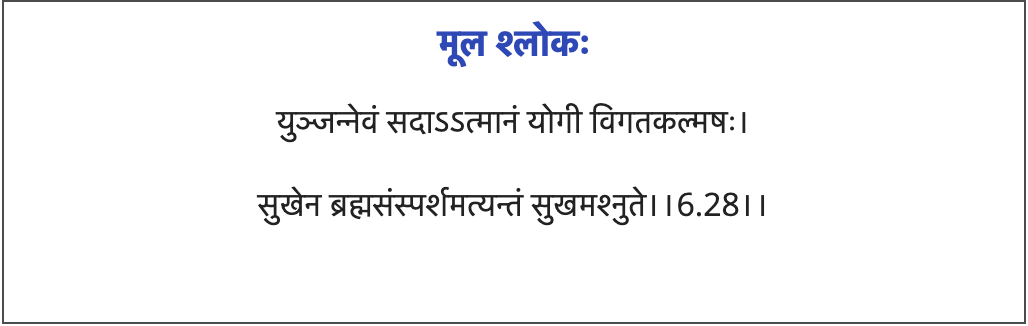 मूल श्लोकः
युञ्जन्नेवं सदाऽऽत्मानं योगी विगतकल्मषः।
सुखेन ब्रह्मसंस्पर्शमत्यन्तं सुखमश्नुते।।6.28।।